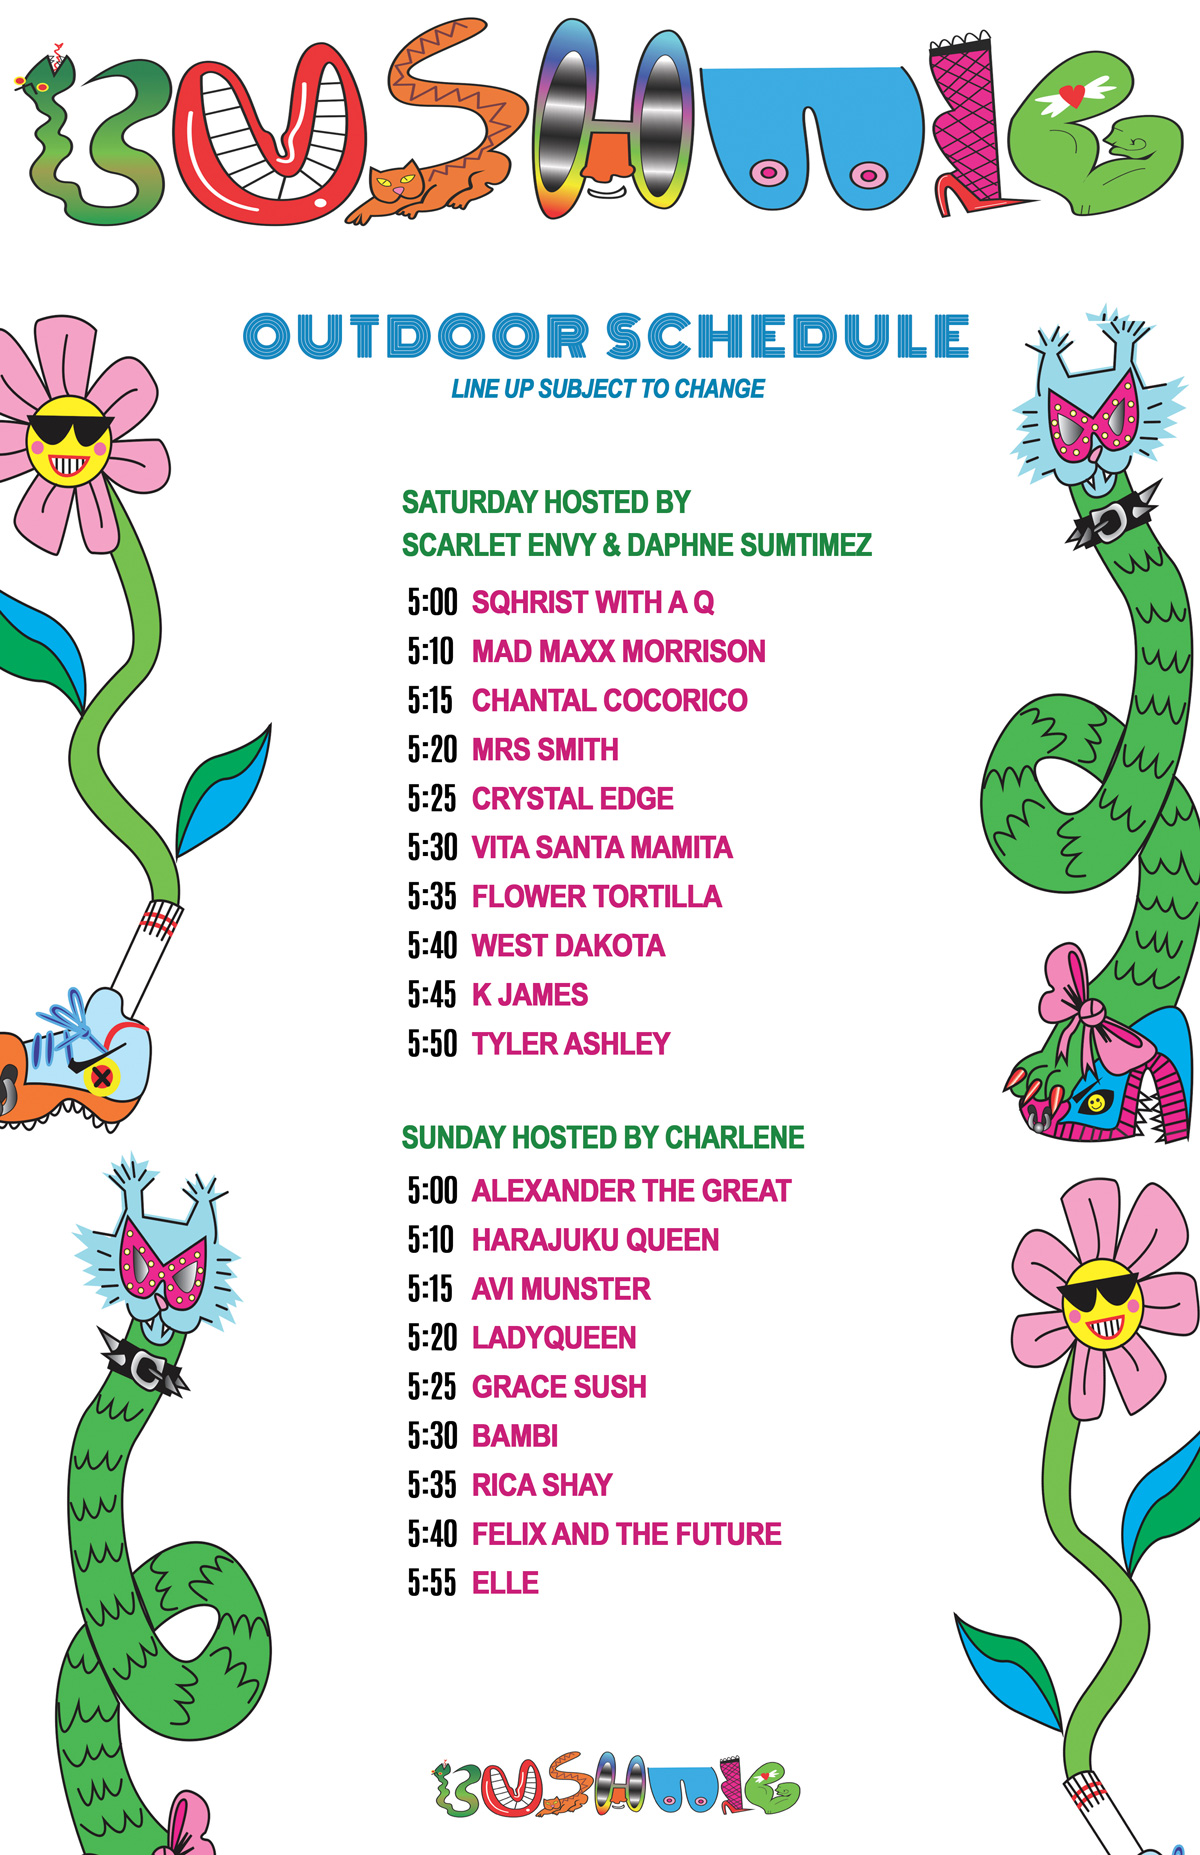 BUSHWIG
OUTDOOR SCHEDULE
LINE UP SUBJECT TO CHANGE
SATURDAY HOSTED BY
SCARLET ENVY & DAPHNE SUMTIMEZ
5:00 SQHRIST WITH A Q
5:10 MAD MAXX MORRISON
5:15 CHANTAL COCORICO
5:20 MRS SMITH
5:25 CRYSTAL EDGE
5:30 VITA SANTA MAMITA
5:35 FLOWER TORTILLA
5:40 WEST DAKOTA
5:45 K JAMES
5:50 TYLER ASHLEY
SUNDAY HOSTED BY CHARLENE
5:00 ALEXANDER THE GREAT
5:10 HARAJUKU QUEEN
5:15 AVI MUNSTER
5:20 LADYQUEEN
5:25 GRACE SUSH
5:30 BAMBI
5:35 RICA SHAY
5:40 FELIX AND THE FUTURE
5:55 ELLE
BUSHWIG